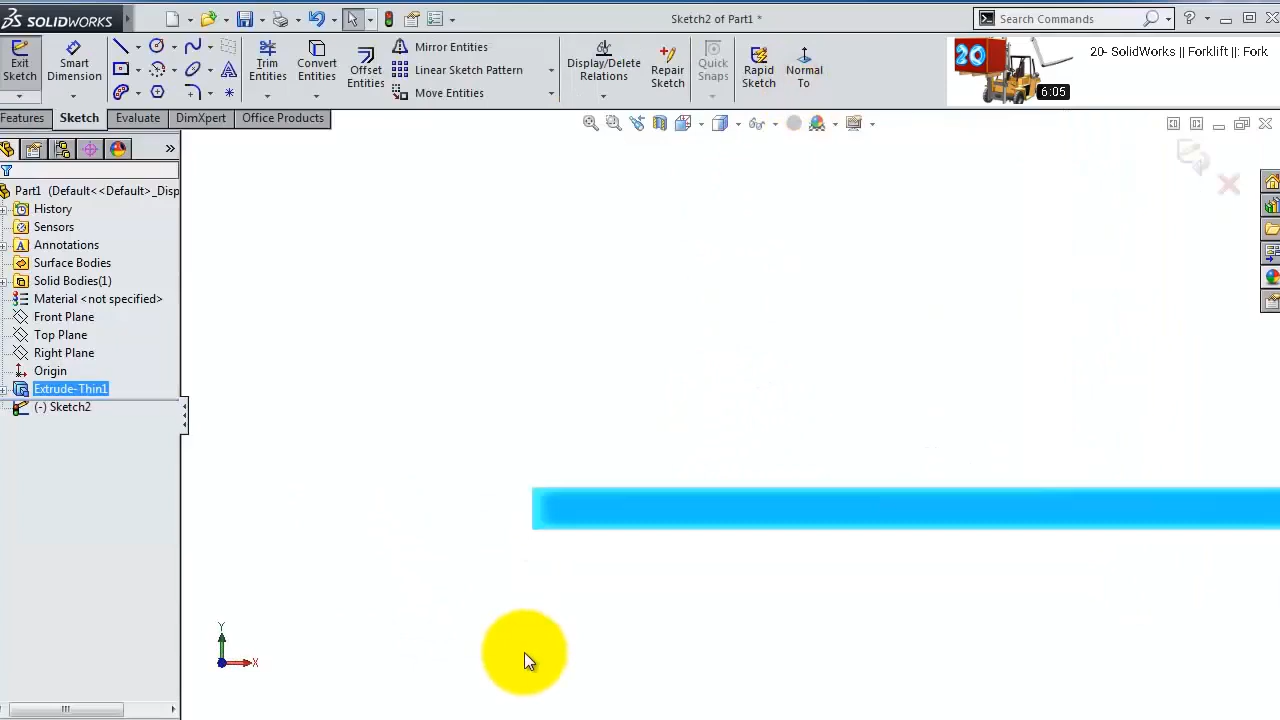 SOLIDWORKS
Sketch2 of Part1 *
Search Commands
?
Exit Sketch
Smart Dimension
Trim Entities
Convert Entities
Offset Entities
Mirror Entities
Linear Sketch Pattern
Move Entities
Display/Delete Relations
Repair Sketch
Quick Snaps
Rapid Sketch
Normal To
20
20- SolidWorks || Forklift ||: Fork
6:05
Features
Sketch
Evaluate
DimXpert
Office Products
»
Part1 (Default<<Default>_Disp
History
Sensors
A Annotations
Surface Bodies
Solid Bodies(1)
Material <not specified>
Front Plane
Top Plane
Right Plane
Origin
Extrude-Thin1
(-) Sketch2
Y
X